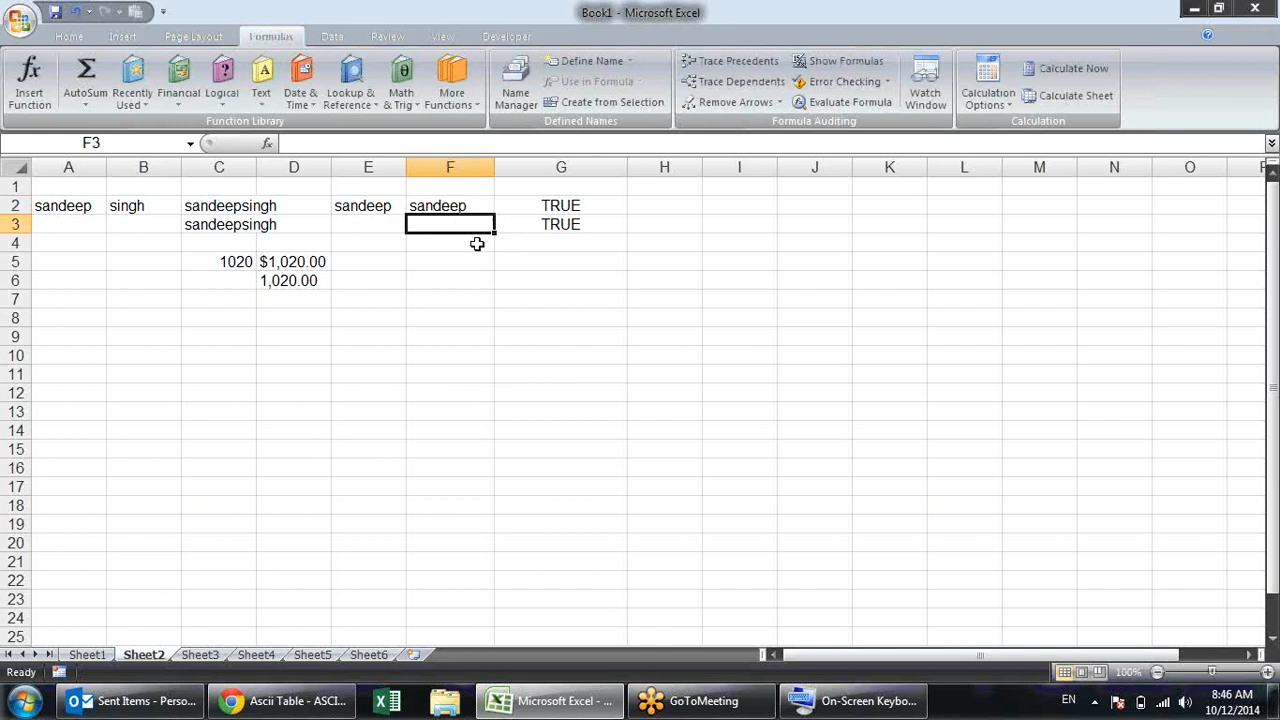 Book1 - Microsoft Excel
Home Insert Page Layout Formulas Data Review View Developer
Insert Function
AutoSum
Recently Used
Financial
Logical
Text
Date & Time
Lookup & Reference
Math & Trig
More Functions
Function Library
Name Manager
Define Name
Use in Formula
Create from Selection
Defined Names
Trace Precedents
Trace Dependents
Remove Arrows
Show Formulas
Error Checking
Evaluate Formula
Formula Auditing
Watch Window
Calculation Options
Calculate Now
Calculate Sheet
Calculation
F3 fx
A B C D E F G H I J K L M N O
1
2 sandeep singh sandeepsingh sandeep sandeep TRUE
3 sandeepsingh TRUE
4
5 1020 $1,020.00
6 1,020.00
7
8
9
10
11
12
13
14
15
16
17
18
19
20
21
22
23
24
25
Sheet1 Sheet2 Sheet3 Sheet4 Sheet5 Sheet6
Ready 100%
Sent Items - Perso... Ascii Table - ASCI... Microsoft Excel - ... GoToMeeting On-Screen Keybo... EN 8:46 AM
10/12/2014